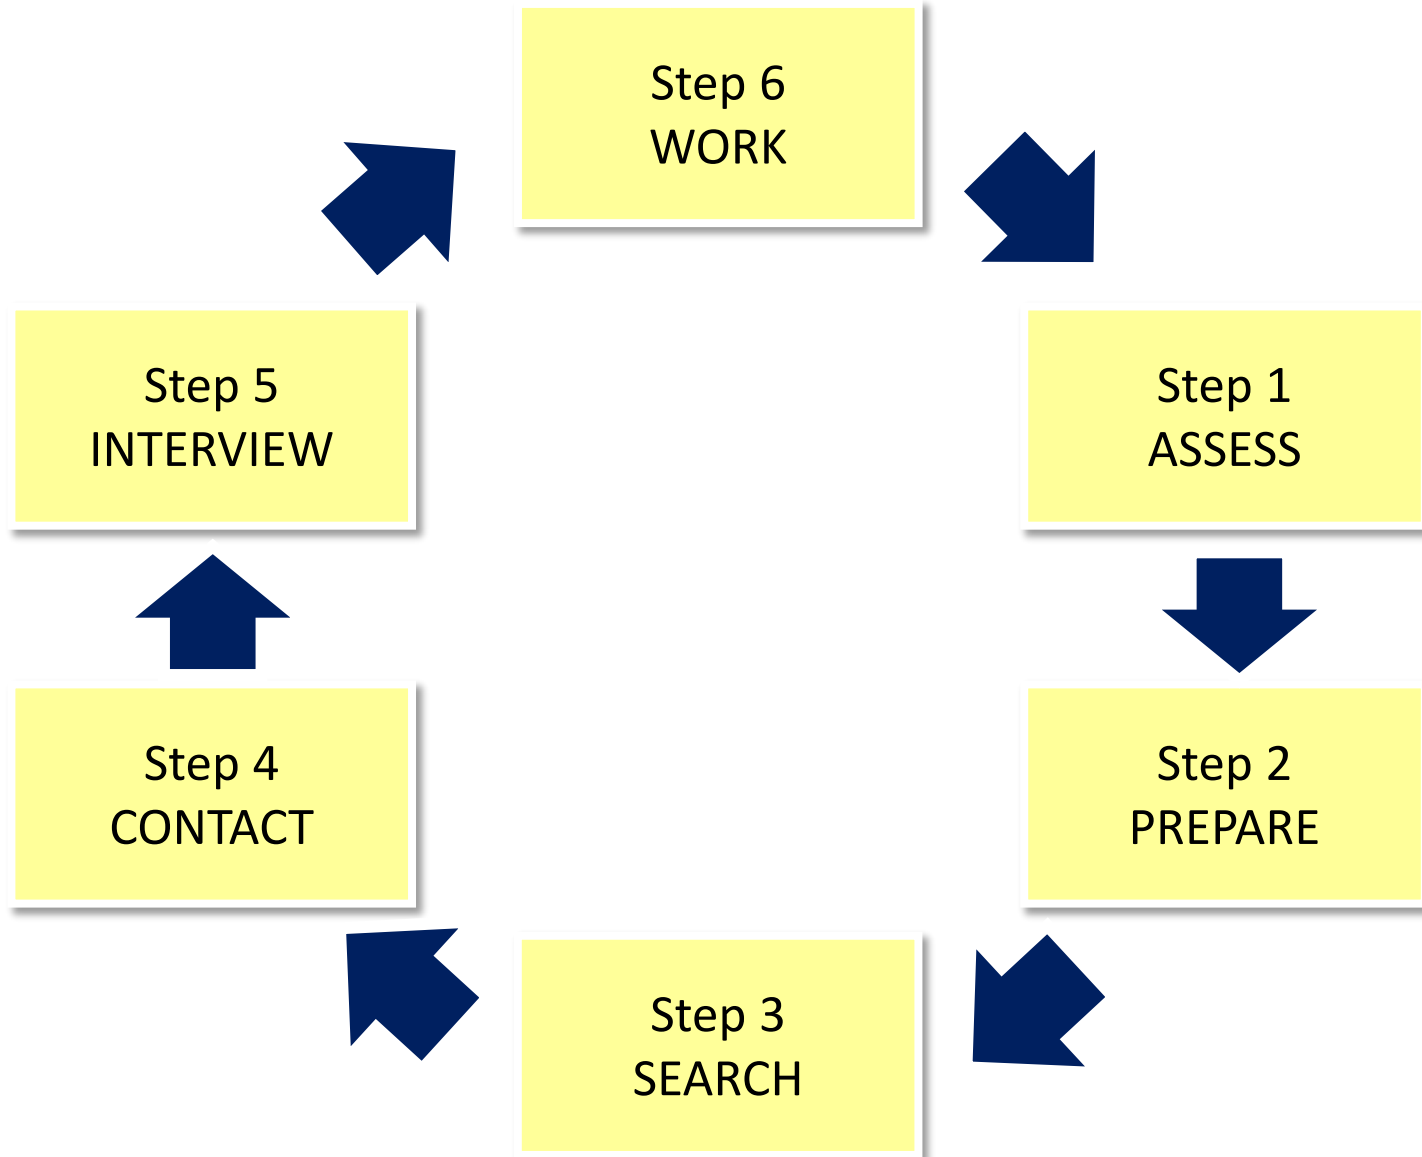 Step 6
WORK
Step 1
ASSESS
Step 2
PREPARE
Step 3
SEARCH
Step 4
CONTACT
Step 5
INTERVIEW